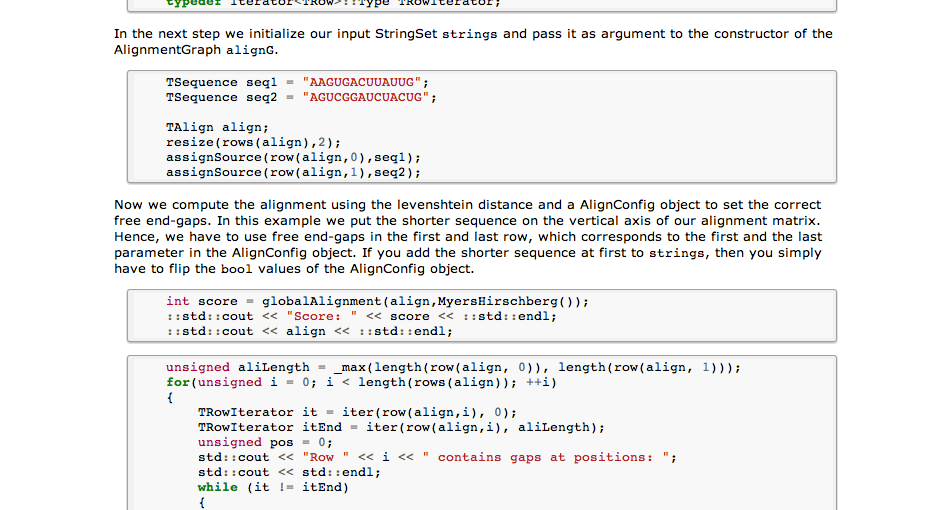 typedef Iterator<TRow>::Type TRowIterator;
In the next step we initialize our input StringSet strings and pass it as argument to the constructor of the
AlignmentGraph alignG.
TSequence seq1 = "AAGUGACUUAUUG";
TSequence seq2 = "AGUCGGAUCUACUG";
TAlign align;
resize(rows(align),2);
assignSource(row(align,0),seq1);
assignSource(row(align,1),seq2);
Now we compute the alignment using the levenshtein distance and a AlignConfig object to set the correct
free end-gaps. In this example we put the shorter sequence on the vertical axis of our alignment matrix.
Hence, we have to use free end-gaps in the first and last row, which corresponds to the first and the last
parameter in the AlignConfig object. If you add the shorter sequence at first to strings, then you simply
have to flip the bool values of the AlignConfig object.
int score = globalAlignment(align,MyersHirschberg());
::std::cout << "Score: " << score << ::std::endl;
::std::cout << align << ::std::endl;
unsigned aliLength = _max(length(row(align, 0)), length(row(align, 1)));
for(unsigned i = 0; i < length(rows(align)); ++i)
{
TRowIterator it = iter(row(align,i), 0);
TRowIterator itEnd = iter(row(align,i), aliLength);
unsigned pos = 0;
std::cout << "Row " << i << " contains gaps at positions: ";
std::cout << std::endl;
while (it != itEnd)
{